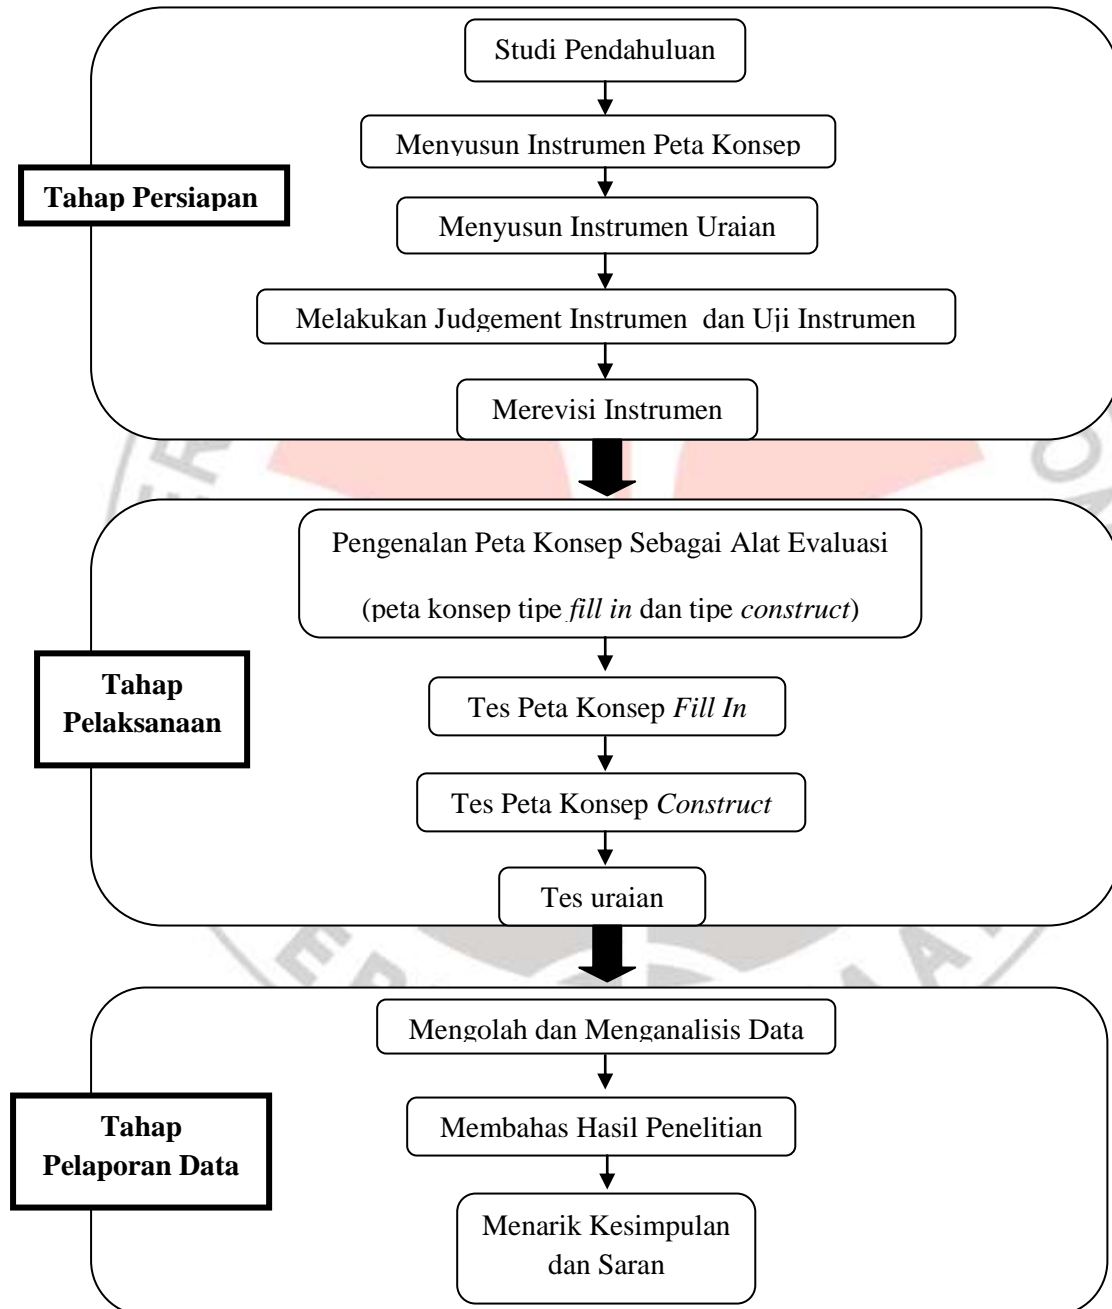 Studi Pendahuluan
Menyusun Instrumen Peta Konsep
Tahap Persiapan
Menyusun Instrumen Uraian
Melakukan Judgement Instrumen dan Uji Instrumen
Merevisi Instrumen
Pengenalan Peta Konsep Sebagai Alat Evaluasi
(peta konsep tipe fill in dan tipe construct)
Tahap
Pelaksanaan
Tes Peta Konsep Fill In
Tes Peta Konsep Construct
Tes uraian
Mengolah dan Menganalisis Data
Tahap
Pelaporan Data
Membahas Hasil Penelitian
Menarik Kesimpulan
dan Saran